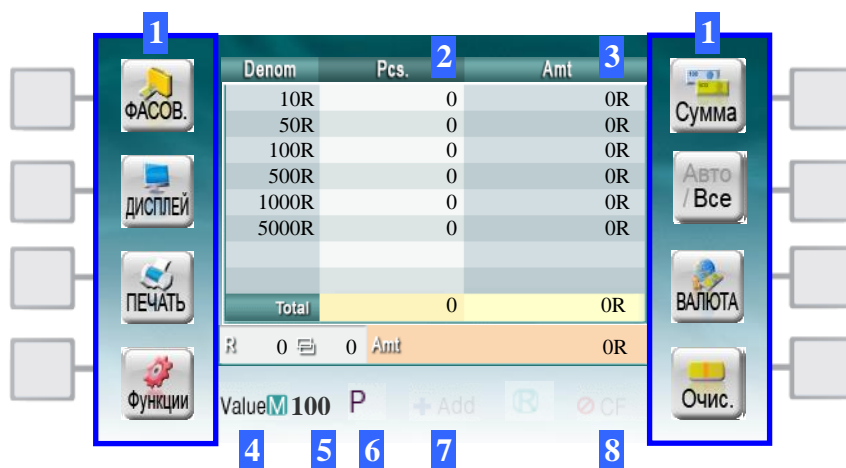 1
2
3
1
ФАСОВ.
ДИСПЛЕЙ
ПЕЧАТЬ
Функции
Denom Pcs. Amt
10R 0 0R
50R 0 0R
100R 0 0R
500R 0 0R
1000R 0 0R
5000R 0 0R
Total 0 0R
R 0 0 Amt 0R
Value M 100 P + Add R CF
Сумма
Авто
/ Все
ВАЛЮТА
Очис.
4
5
6
7
8